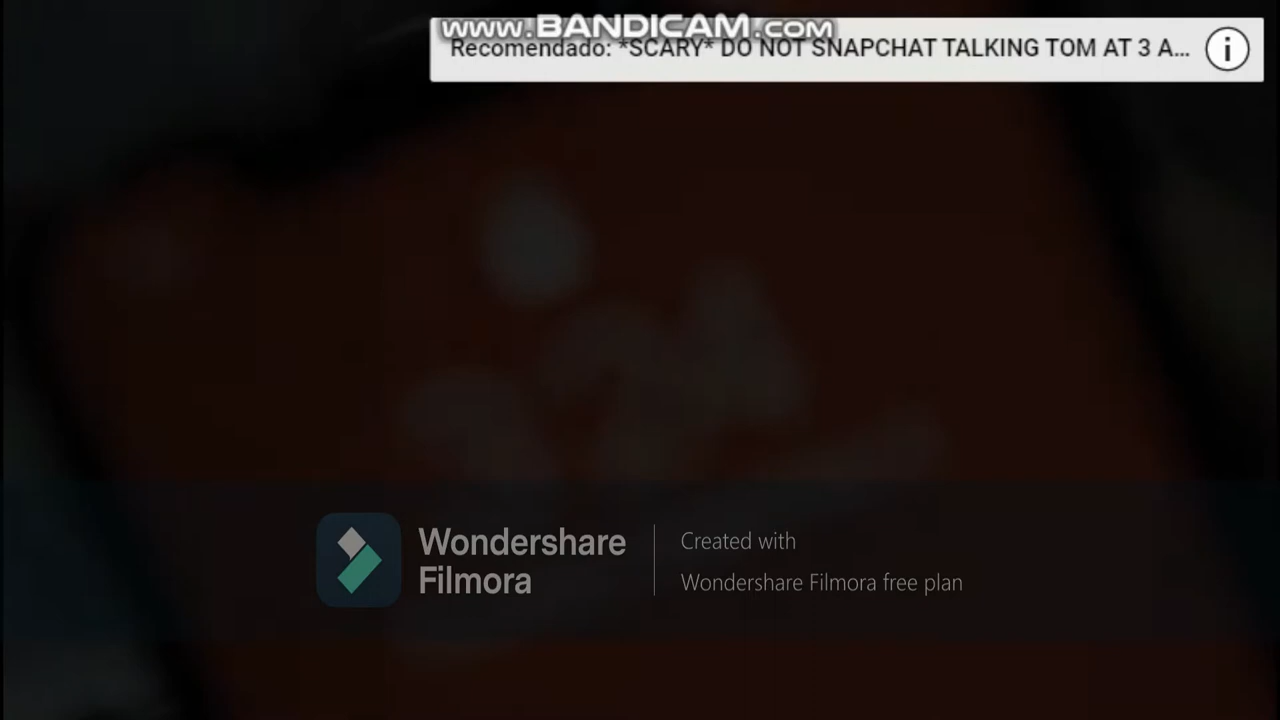 www.BANDICAM.com
Recomendado: *SCARY* DO NOT SNAPCHAT TALKING TOM AT 3 A...
Wondershare
Filmora
Created with
Wondershare Filmora free plan